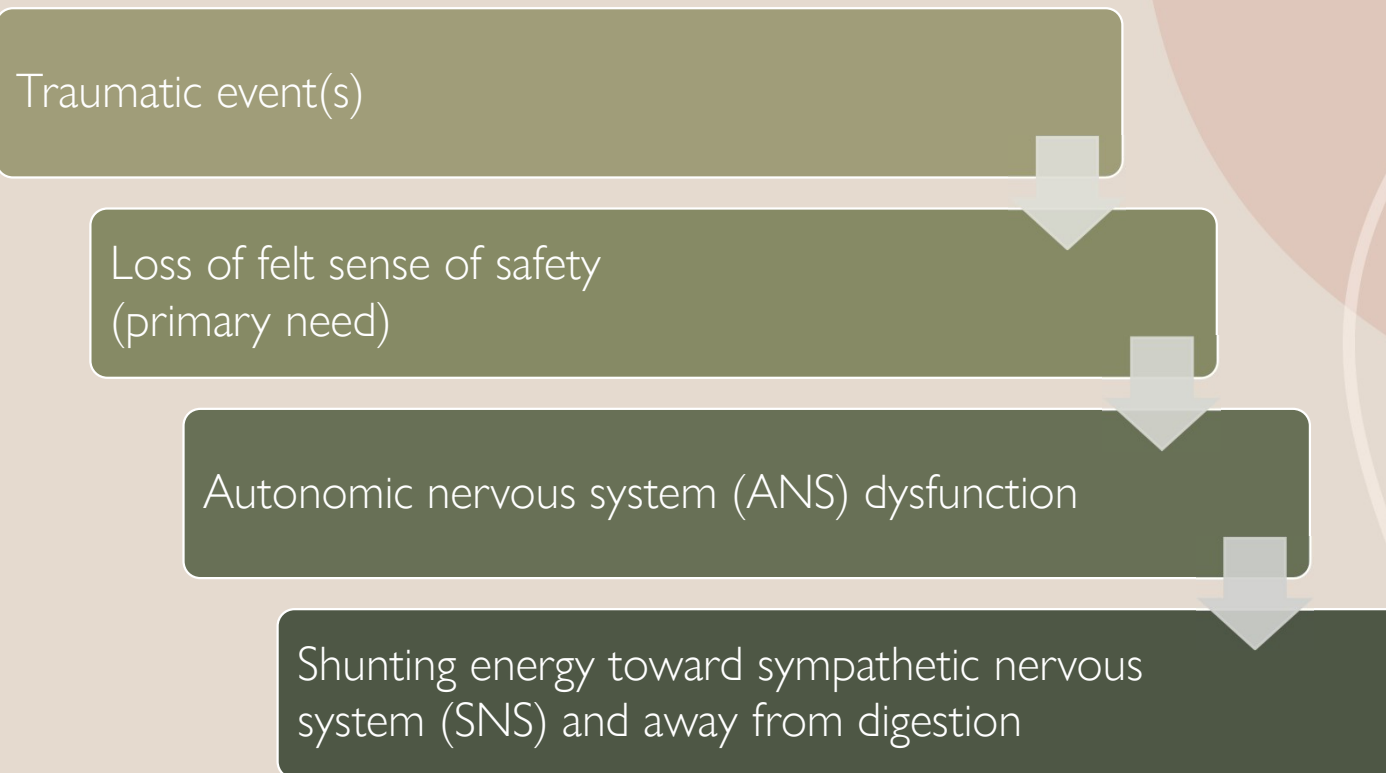 Traumatic event(s)
Loss of felt sense of safety
(primary need)
Autonomic nervous system (ANS) dysfunction
Shunting energy toward sympathetic nervous
system (SNS) and away from digestion